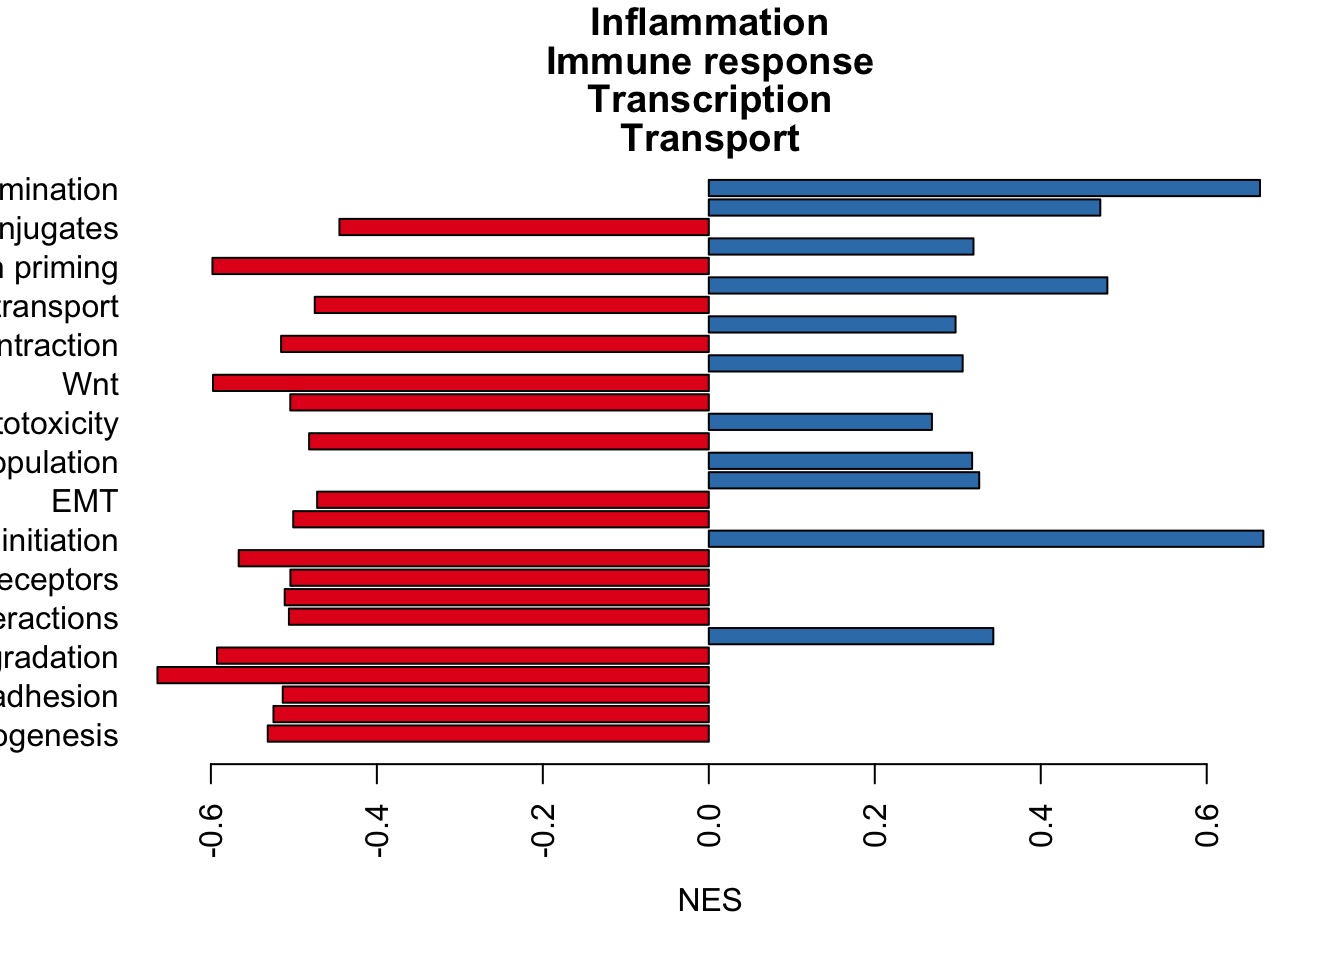 Inflammation
Immune response
Transcription
Transport
mination
njugates
priming
transport
ntraction
Wnt
totoxicity
opulation
EMT
initiation
eceptors
eractions
gradation
adhesion
ogenesis
-0.6
-0.4
-0.2
0.0
0.2
0.4
0.6
NES